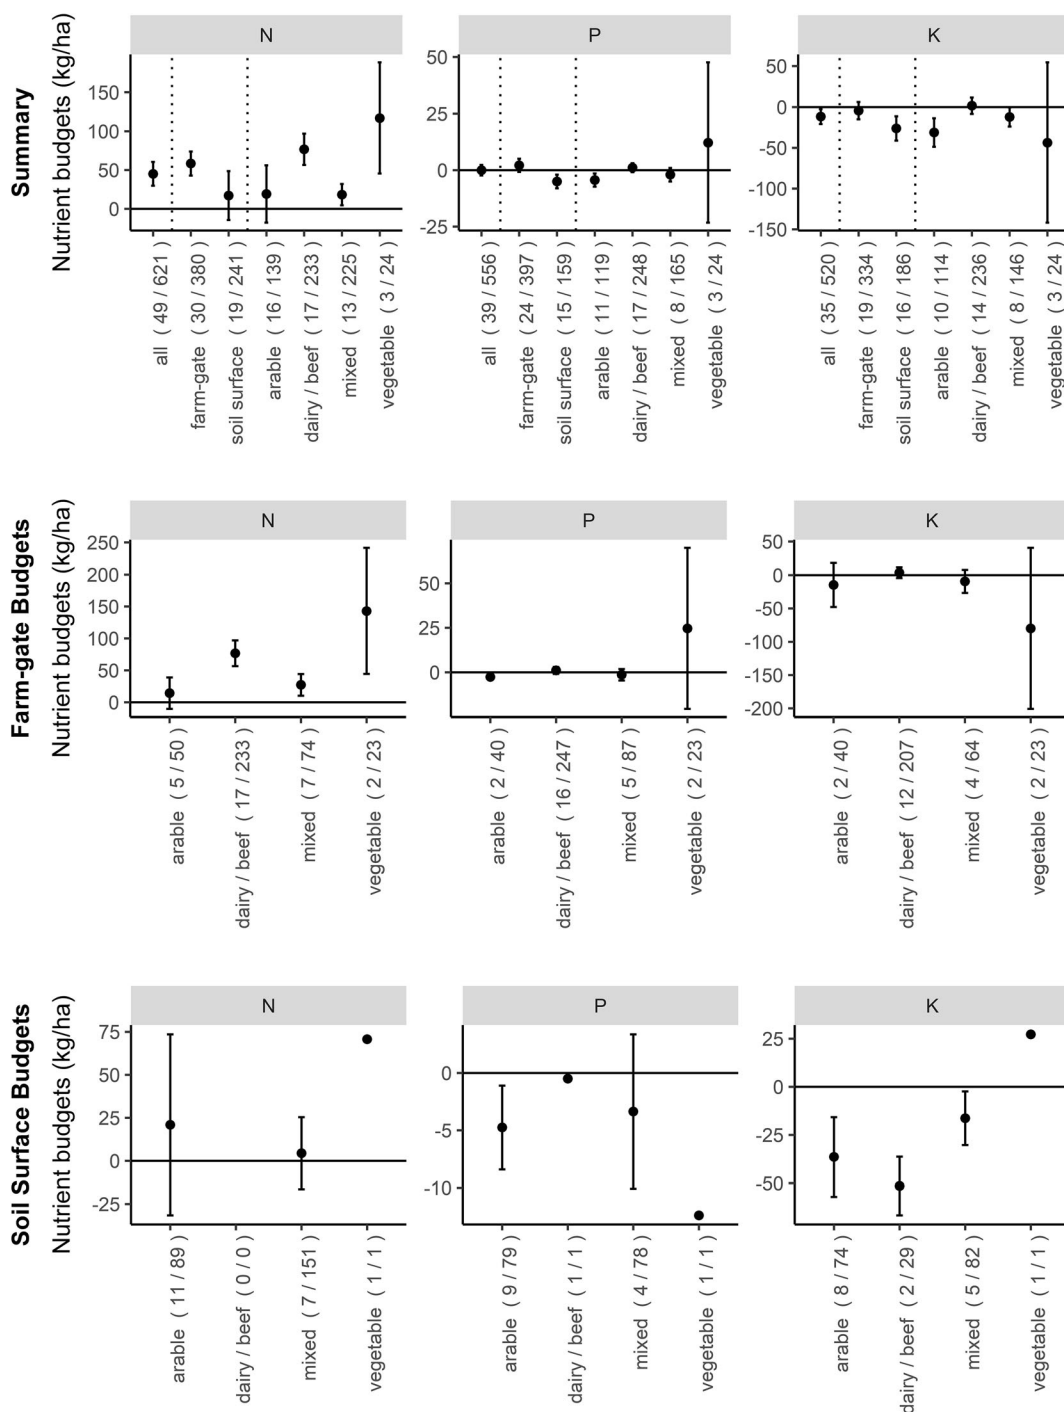 Summary
Nutrient budgets (kg/ha)
N
150
100
50
0
all ( 49 / 621 )
farm-gate ( 30 / 380 )
soil surface ( 19 / 241 )
arable ( 16 / 139 )
dairy / beef ( 17 / 233 )
mixed ( 13 / 225 )
vegetable ( 3 / 24 )
P
50
25
0
-25
all ( 39 / 556 )
farm-gate ( 24 / 397 )
soil surface ( 15 / 159 )
arable ( 11 / 119 )
dairy / beef ( 17 / 248 )
mixed ( 8 / 165 )
vegetable ( 3 / 24 )
K
50
0
-50
-100
-150
all ( 35 / 520 )
farm-gate ( 19 / 334 )
soil surface ( 16 / 186 )
arable ( 10 / 114 )
dairy / beef ( 14 / 236 )
mixed ( 8 / 146 )
vegetable ( 3 / 24 )
Farm-gate Budgets
Nutrient budgets (kg/ha)
N
250
200
150
100
50
0
arable ( 5 / 50 )
dairy / beef ( 17 / 233 )
mixed ( 7 / 74 )
vegetable ( 2 / 23 )
P
50
25
0
arable ( 2 / 40 )
dairy / beef ( 16 / 247 )
mixed ( 5 / 87 )
vegetable ( 2 / 23 )
K
50
0
-50
-100
-150
-200
arable ( 2 / 40 )
dairy / beef ( 12 / 207 )
mixed ( 4 / 64 )
vegetable ( 2 / 23 )
Soil Surface Budgets
Nutrient budgets (kg/ha)
N
75
50
25
0
-25
arable ( 11 / 89 )
dairy / beef ( 0 / 0 )
mixed ( 7 / 151 )
vegetable ( 1 / 1 )
P
0
-5
-10
arable ( 9 / 79 )
dairy / beef ( 1 / 1 )
mixed ( 4 / 78 )
vegetable ( 1 / 1 )
K
25
0
-25
-50
arable ( 8 / 74 )
dairy / beef ( 2 / 29 )
mixed ( 5 / 82 )
vegetable ( 1 / 1 )